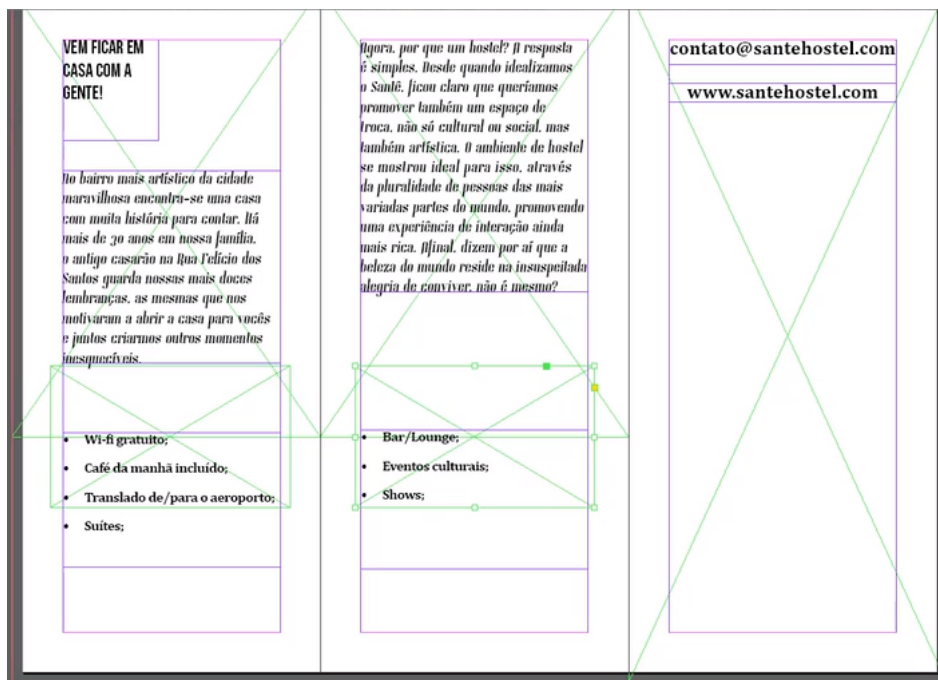 VEM FICAR EM
CASA COM A
GENTE!
No bairro mais artístico da cidade
maravilhosa encontra-se uma casa
com muita história para contar. Há
mais de 30 anos em nossa família,
o antigo casarão na Rua Felício dos
Santos guarda nossas mais doces
lembranças, as mesmas que nos
motivaram a abrir a casa para vocês
e juntos criarmos outros momentos
inesquecíveis.
• Wi-fi gratuito;
• Café da manhã incluído;
• Translado de/para o aeroporto;
• Suítes;
Agora, por que um hostel? A resposta
é simples. Desde quando idealizamos
o Santê, ficou claro que queríamos
promover também um espaço de
troca, não só cultural ou social, mas
também artística. O ambiente de hostel
se mostrou ideal para isso, através
da pluralidade de pessoas das mais
variadas partes do mundo, promovendo
uma experiência de interação ainda
mais rica. Afinal, dizem por aí que a
beleza do mundo reside na insuspeitada
alegria de conviver, não é mesmo?
• Bar/Lounge;
• Eventos culturais;
• Shows;
contato@santehostel.com
www.santehostel.com